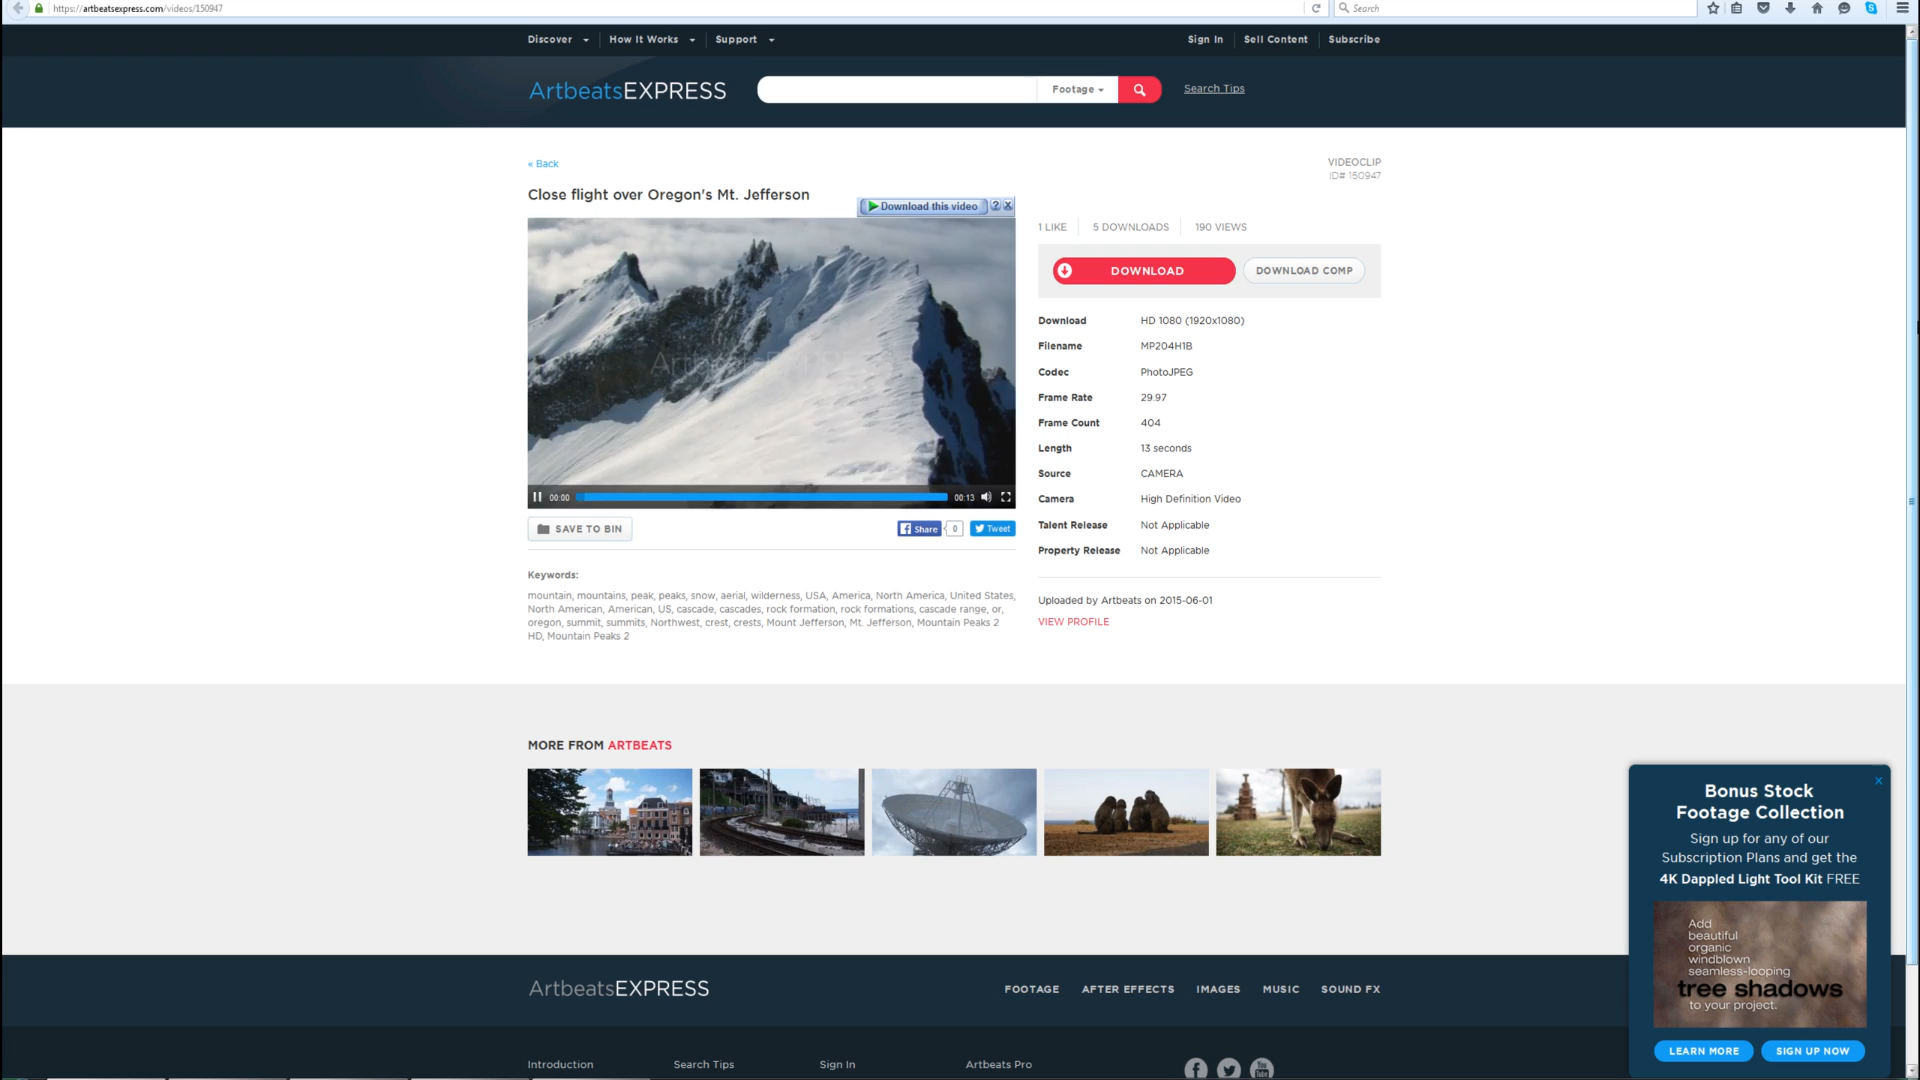 https://artbeatsexpress.com/videos/150947
Search
Discover
How It Works
Support
Sign In
Sell Content
Subscribe
ArtbeatsEXPRESS
Footage
Search Tips
« Back
VIDEOCLIP
ID# 150947
Close flight over Oregon's Mt. Jefferson
Download this video
?
X
1 LIKE
5 DOWNLOADS
190 VIEWS
DOWNLOAD
DOWNLOAD COMP
Download HD 1080 (1920x1080)
Filename MP204H1B
Codec PhotoJPEG
Frame Rate 29.97
Frame Count 404
Length 13 seconds
Source CAMERA
Camera High Definition Video
Talent Release Not Applicable
Property Release Not Applicable
00:00
00:13
SAVE TO BIN
Share
0
Tweet
Keywords:
mountain, mountains, peak, peaks, snow, aerial, wilderness, USA, America, North America, United States,
North American, American, US, cascade, cascades, rock formation, rock formations, cascade range, or,
oregon, summit, summits, Northwest, crest, crests, Mount Jefferson, Mt. Jefferson, Mountain Peaks 2
HD, Mountain Peaks 2
Uploaded by Artbeats on 2015-06-01
VIEW PROFILE
MORE FROM ARTBEATS
Bonus Stock
Footage Collection
Sign up for any of our
Subscription Plans and get the
4K Dappled Light Tool Kit FREE
Add
beautiful
organic
windblown
seamless-looping
tree shadows
to your project.
LEARN MORE
SIGN UP NOW
ArtbeatsEXPRESS
FOOTAGE
AFTER EFFECTS
IMAGES
MUSIC
SOUND FX
Introduction
Search Tips
Sign In
Artbeats Pro